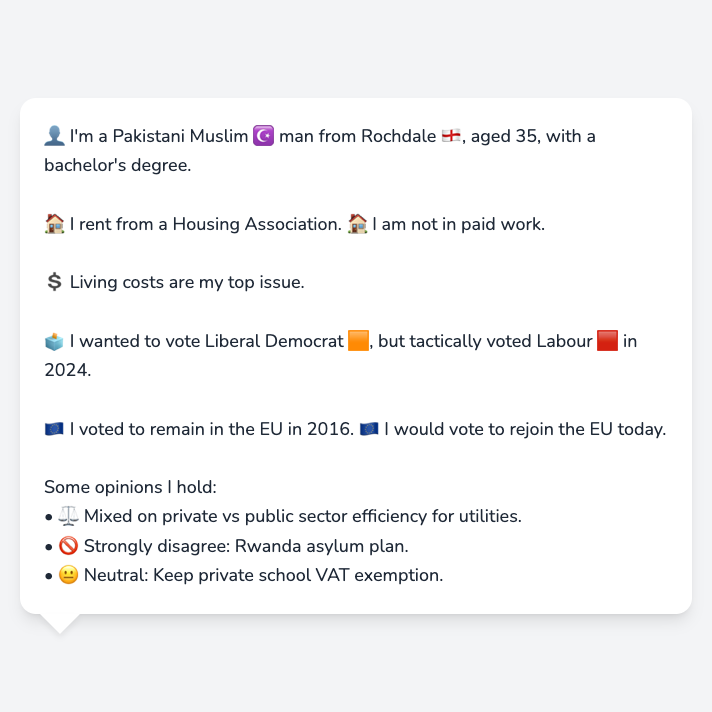 👤 I'm a Pakistani Muslim ☪️ man from Rochdale 🏴󠁧󠁢󠁥󠁮󠁧󠁿, aged 35, with a
bachelor's degree.
🏠 I rent from a Housing Association. 🏠 I am not in paid work.
💲 Living costs are my top issue.
🗳️ I wanted to vote Liberal Democrat 🟧, but tactically voted Labour 🟥 in
2024.
🇪🇺 I voted to remain in the EU in 2016. 🇪🇺 I would vote to rejoin the EU today.
Some opinions I hold:
• ⚖️ Mixed on private vs public sector efficiency for utilities.
• 🚫 Strongly disagree: Rwanda asylum plan.
• 😐 Neutral: Keep private school VAT exemption.